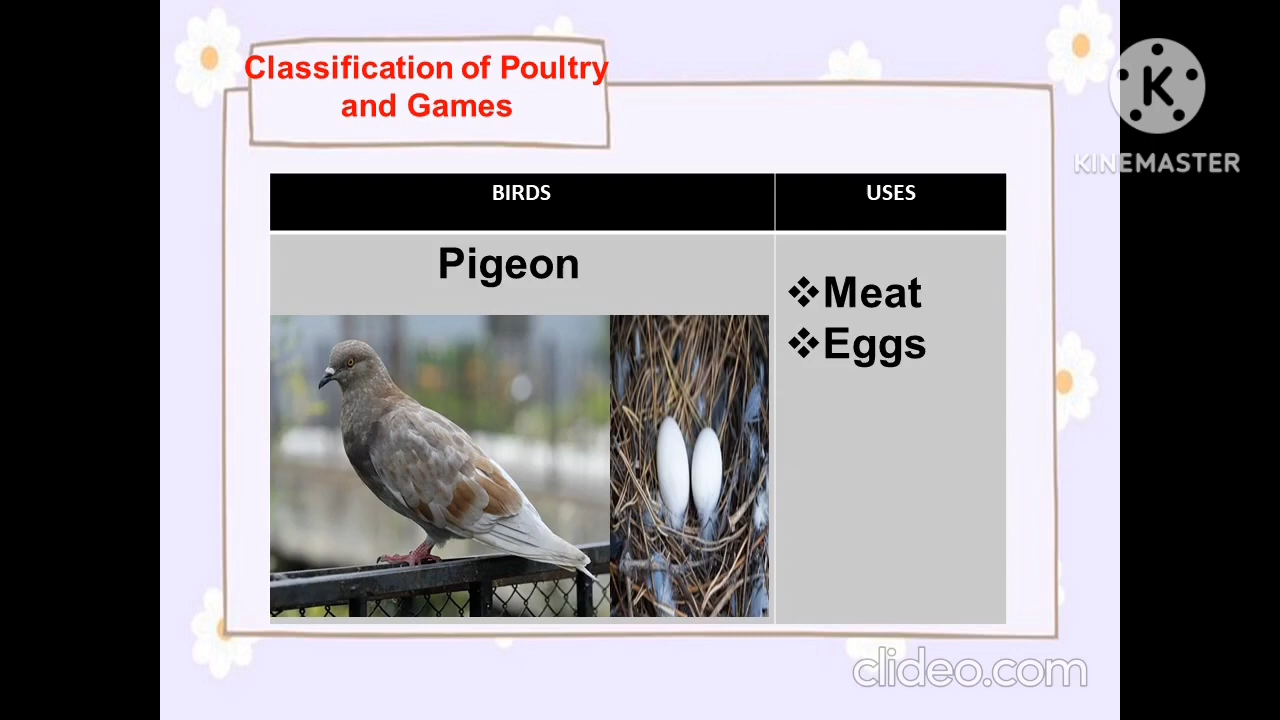 Classification of Poultry
and Games
K
KINEMASTER
BIRDS
USES
Pigeon
❖Meat
❖Eggs
clideo.com